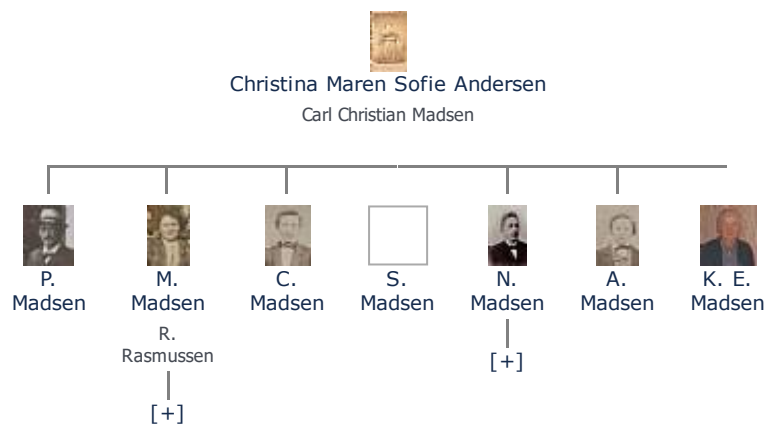 Christina Maren Sofie Andersen
Carl Christian Madsen
P.
Madsen
M.
Madsen
R.
Rasmussen
[+]
C.
Madsen
S.
Madsen
N.
Madsen
[+]
A.
Madsen
K. E.
Madsen